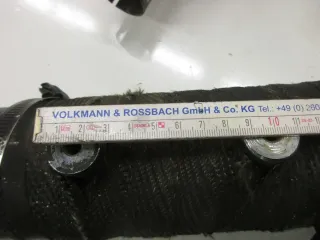 VOLKMANN & ROSSBACH GmbH & Co. KG Tel.: +49 (0) 260
1 2 3 4 5 6 7 8 9 10 11 12